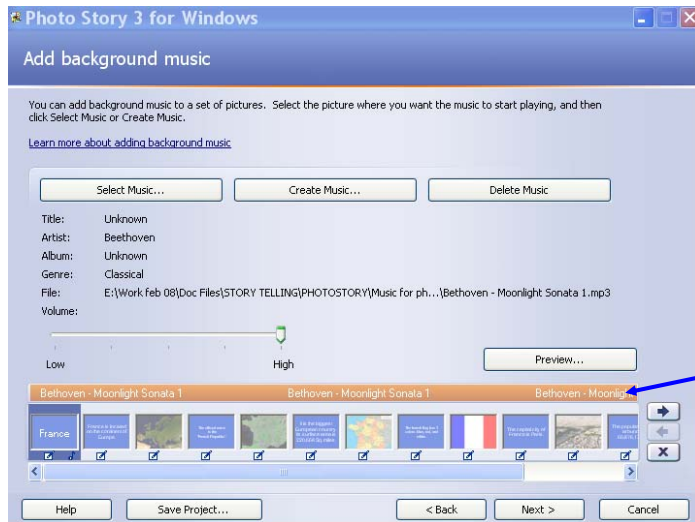 Photo Story 3 for Windows
Add background music
You can add background music to a set of pictures. Select the picture where you want the music to start playing, and then
click Select Music or Create Music.
Learn more about adding background music
Select Music... Create Music... Delete Music
Title: Unknown
Artist: Beethoven
Album: Unknown
Genre: Classical
File: E:\Work feb 08\Doc Files\STORY TELLING\PHOTOSTORY\Music for ph...\Bethoven - Moonlight Sonata 1.mp3
Volume:
Low High
Preview...
Bethoven - Moonlight Sonata 1 Bethoven - Moonlight Sonata 1 Bethoven - Moonlight
France
Help Save Project... < Back Next > Cancel